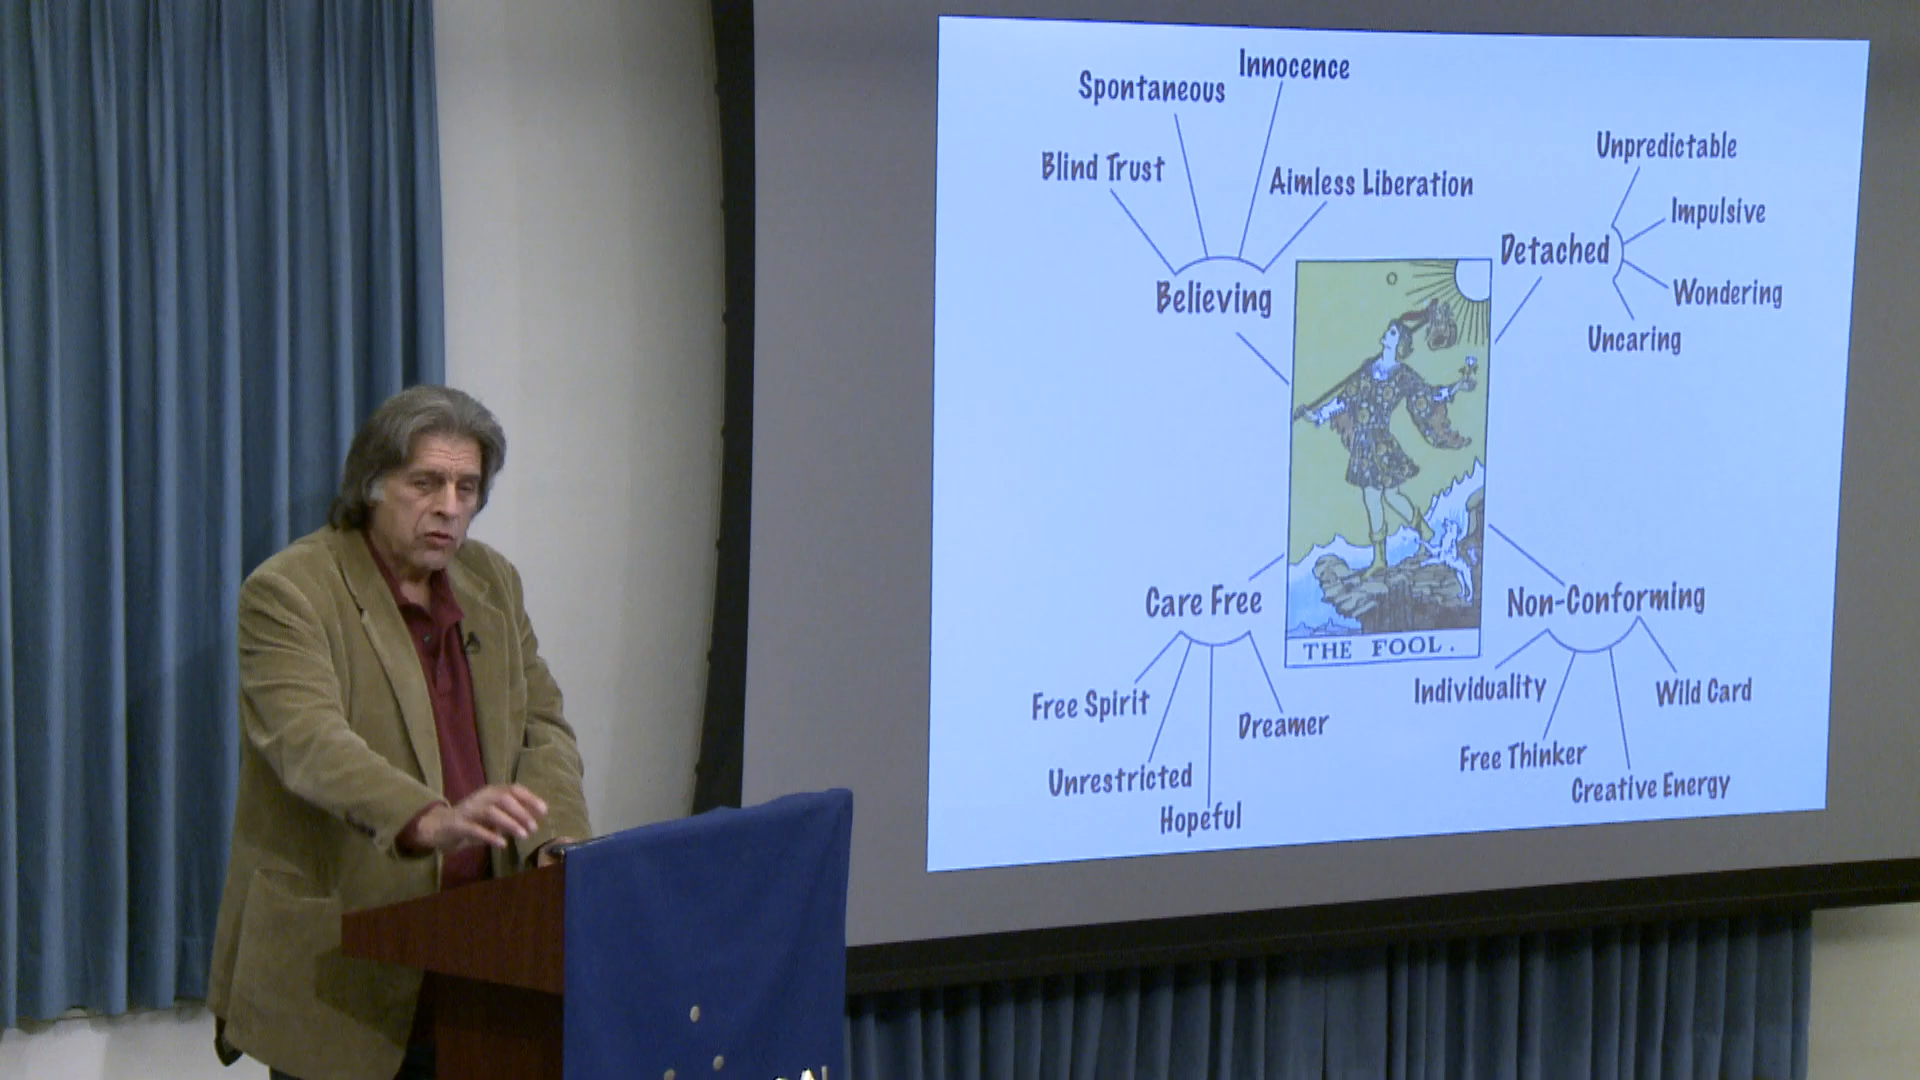 Innocence
Spontaneous
Blind Trust
Aimless Liberation
Believing
Unpredictable
Impulsive
Detached
Wondering
Uncaring
THE FOOL.
Care Free
Free Spirit
Unrestricted
Hopeful
Dreamer
Non-Conforming
Individuality
Wild Card
Free Thinker
Creative Energy